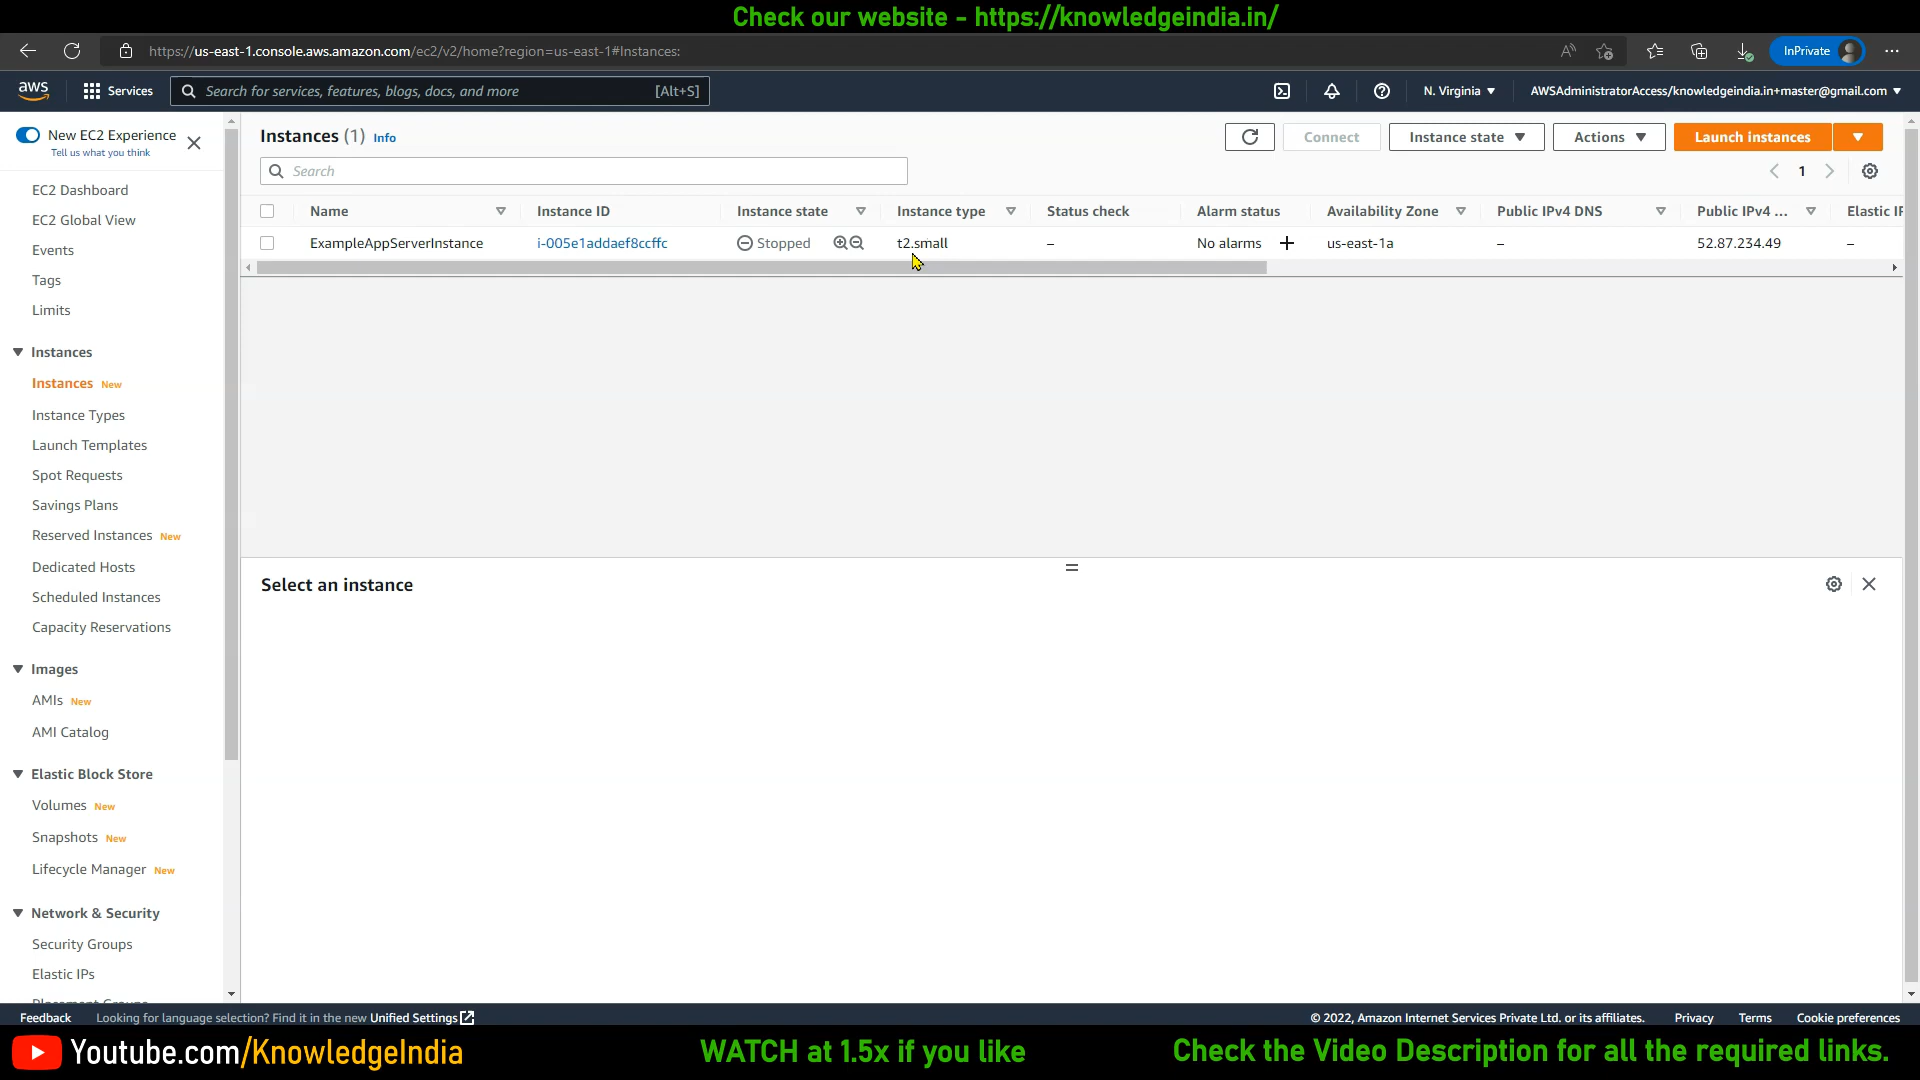 Check our website - https://knowledgeindia.in/
https://us-east-1.console.aws.amazon.com/ec2/v2/home?region=us-east-1#Instances:
InPrivate
aws
Services
Search for services, features, blogs, docs, and more
[Alt+S]
N. Virginia
AWSAdministratorAccess/knowledgeindia.in+master@gmail.com
New EC2 Experience
Tell us what you think
EC2 Dashboard
EC2 Global View
Events
Tags
Limits
Instances
Instances New
Instance Types
Launch Templates
Spot Requests
Savings Plans
Reserved Instances New
Dedicated Hosts
Scheduled Instances
Capacity Reservations
Images
AMIs New
AMI Catalog
Elastic Block Store
Volumes New
Snapshots New
Lifecycle Manager New
Network & Security
Security Groups
Elastic IPs
Instances (1) Info
Connect
Instance state
Actions
Launch instances
Search
1
Name Instance ID Instance state Instance type Status check Alarm status Availability Zone Public IPv4 DNS Public IPv4 ... Elastic IP
ExampleAppServerInstance i-005e1addaef8ccffc Stopped t2.small – No alarms + us-east-1a – 52.87.234.49 –
Select an instance
Feedback Looking for language selection? Find it in the new Unified Settings
© 2022, Amazon Internet Services Private Ltd. or its affiliates. Privacy Terms Cookie preferences
Youtube.com/KnowledgeIndia
WATCH at 1.5x if you like
Check the Video Description for all the required links.